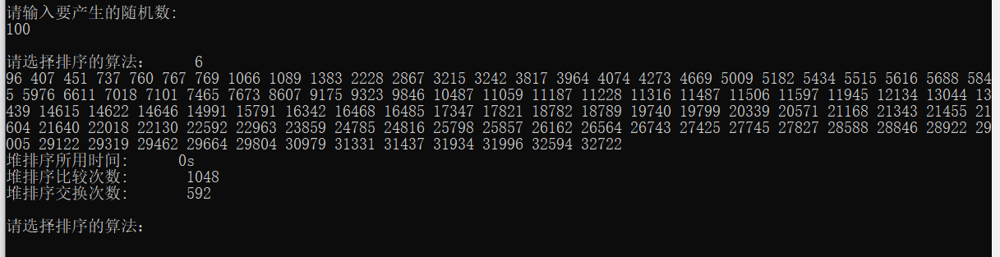 请输入要产生的随机数:
100
请选择排序的算法:      6
96 407 451 737 760 767 769 1066 1089 1383 2228 2867 3215 3242 3817 3964 4074 4273 4669 5009 5182 5434 5515 5616 5688 584
5 5976 6611 7018 7101 7465 7673 8607 9175 9323 9846 10487 11059 11187 11228 11316 11487 11506 11597 11945 12134 13044 13
439 14615 14622 14646 14991 15791 16342 16468 16485 17347 17821 18782 18789 19740 19799 20339 20571 21168 21343 21455 21
604 21640 22018 22130 22592 22963 23859 24785 24816 25798 25857 26162 26564 26743 27425 27745 27827 28588 28846 28922 29
005 29122 29319 29462 29664 29804 30979 31331 31437 31934 31996 32594 32722
堆排序所用时间:      0s
堆排序比较次数:       1048
堆排序交换次数:       592
请选择排序的算法: